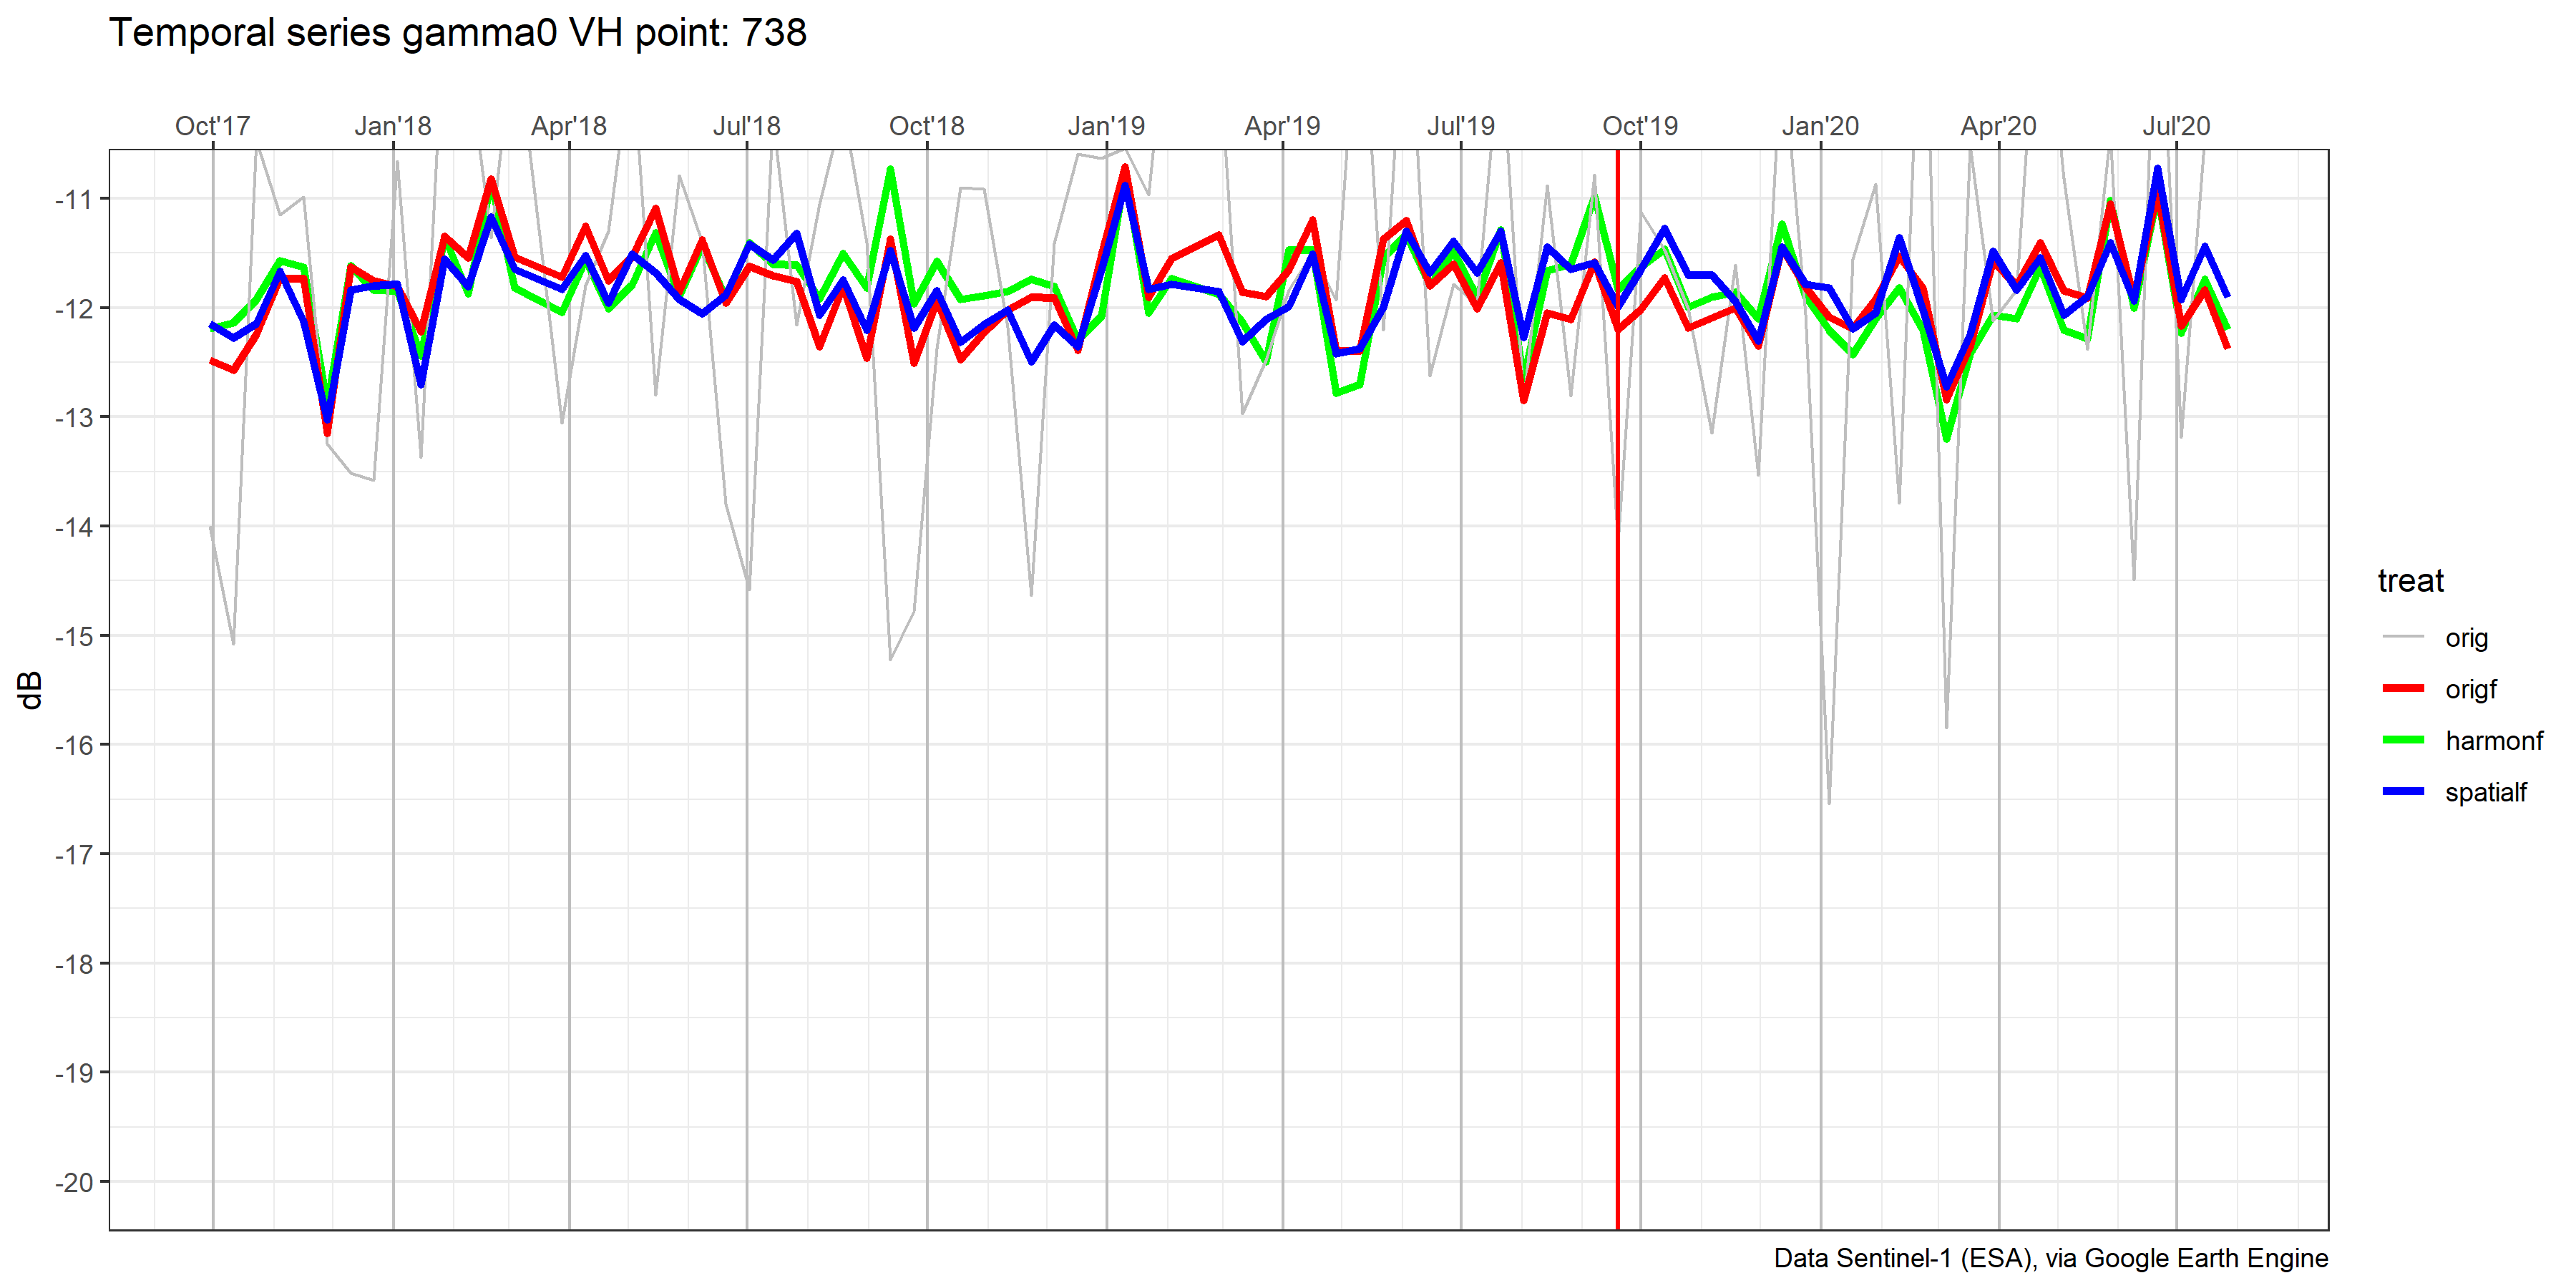 Temporal series gamma0 VH point: 738
Oct'17 Jan'18 Apr'18 Jul'18 Oct'18 Jan'19 Apr'19 Jul'19 Oct'19 Jan'20 Apr'20 Jul'20
-11
-12
-13
-14
-15
-16
-17
-18
-19
-20
dB
treat
orig
origf
harmonf
spatialf
Data Sentinel-1 (ESA), via Google Earth Engine